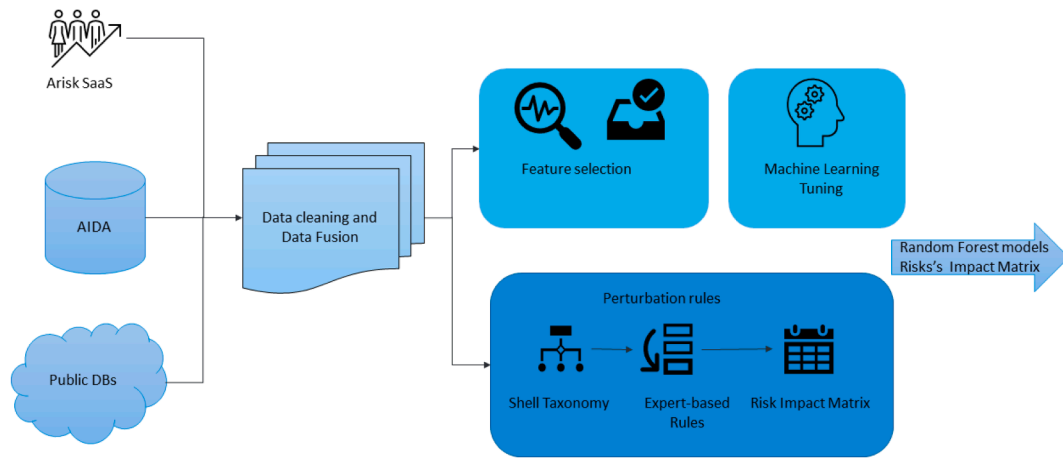 Arisk SaaS
AIDA
Public DBs
Data cleaning and
Data Fusion
Feature selection
Machine Learning
Tuning
Perturbation rules
Shell Taxonomy
Expert-based
Rules
Risk Impact Matrix
Random Forest models
Risks's Impact Matrix